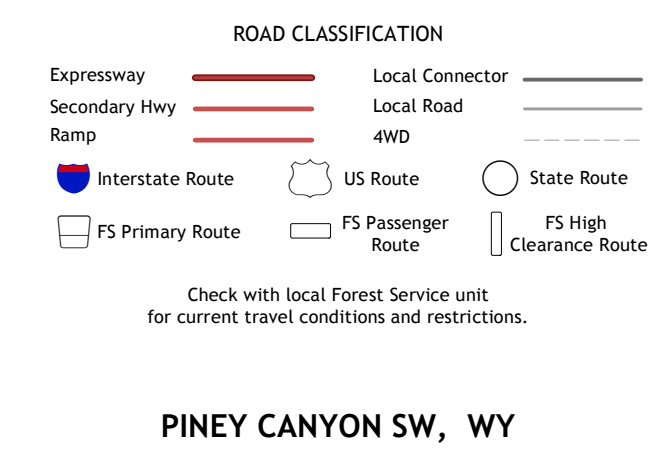 ROAD CLASSIFICATION
Expressway
Local Connector
Secondary Hwy
Local Road
Ramp
4WD
Interstate Route
US Route
State Route
FS Primary Route
FS Passenger
Route
FS High
Clearance Route
Check with local Forest Service unit
for current travel conditions and restrictions.
PINEY CANYON SW, WY